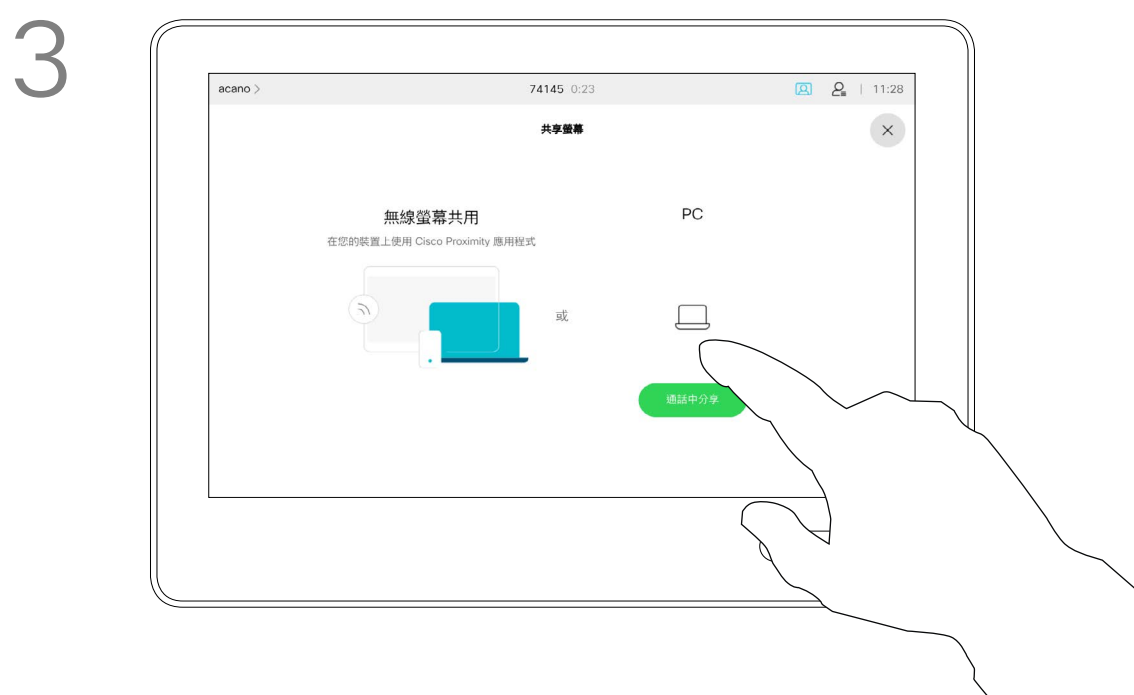 3
acano >
74145 0:23
| 11:28
共享螢幕
無線螢幕共用
PC
在您的裝置上使用 Cisco Proximity 應用程式
或
通話中分享